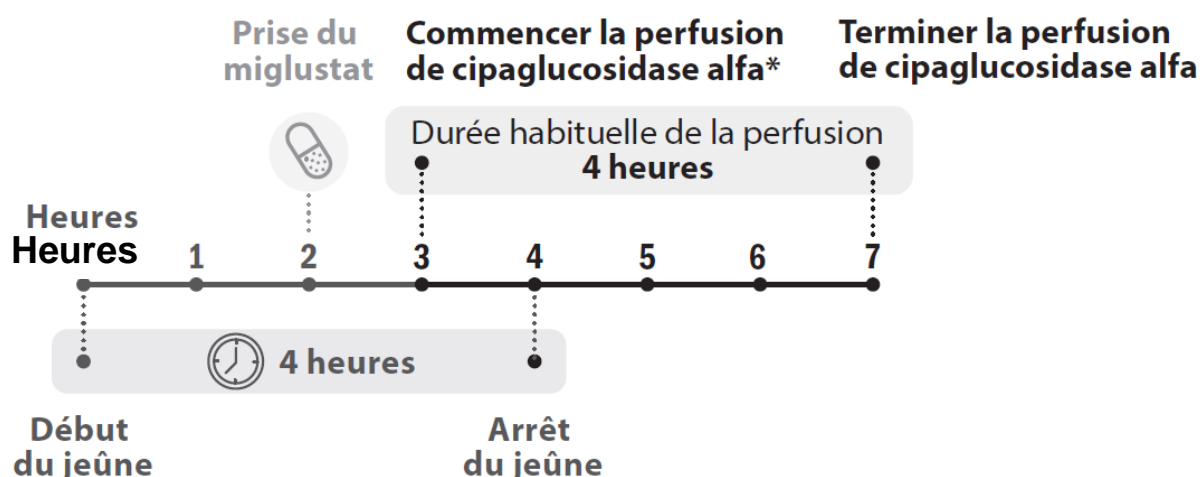 Prise du
miglustat
Commencer la perfusion
de cipaglucosidase alfa*
Terminer la perfusion
de cipaglucosidase alfa
Durée habituelle de la perfusion
4 heures
Heures
Heures
1 2 3 4 5 6 7
4 heures
Début
du jeûne
Arrêt
du jeûne